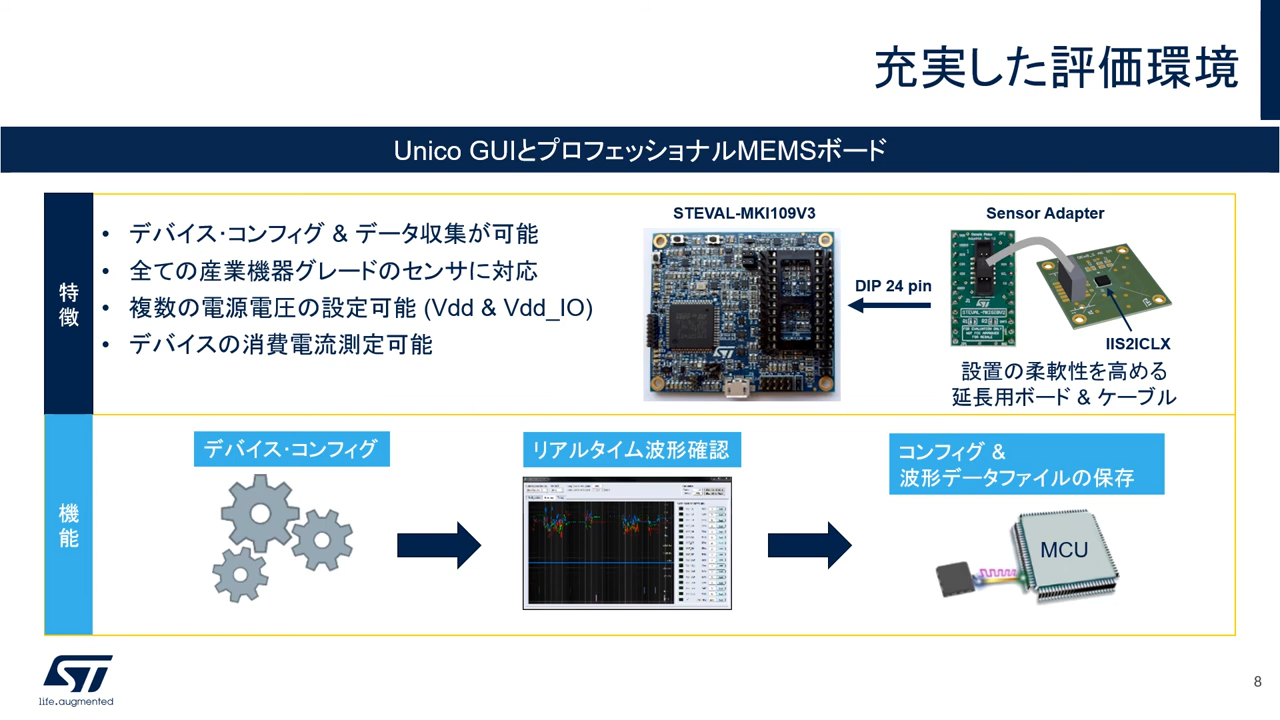 充実した評価環境
Unico GUIとプロフェッショナルMEMSボード
特徴
• デバイス・コンフィグ & データ収集が可能
• 全ての産業機器グレードのセンサに対応
• 複数の電源電圧の設定可能 (Vdd & Vdd_IO)
• デバイスの消費電流測定可能
STEVAL-MKI109V3
DIP 24 pin
Sensor Adapter
IIS2ICLX
設置の柔軟性を高める
延長用ボード & ケーブル
機能
デバイス・コンフィグ
リアルタイム波形確認
コンフィグ &
波形データファイルの保存
MCU
ST
life.augmented
8